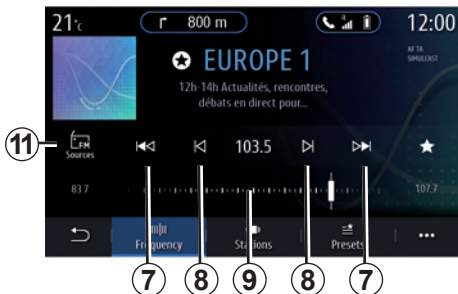 21°c
800 m
12:00
EUROPE 1
AF TA
SIMULCAST
12h-14h Actualités, rencontres,
débats en direct pour...
FM
11
Sources
103.5
83.7
107.7
Frequency
Stations
Presets
7
8
9
8
7